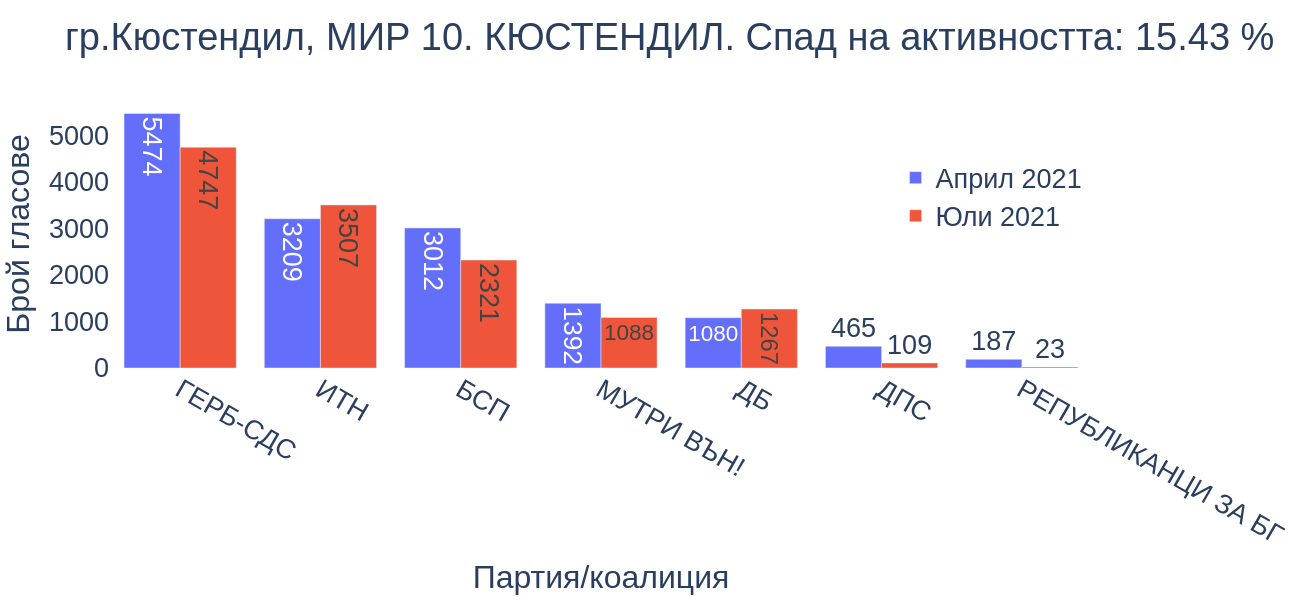 гр.Кюстендил, МИР 10. КЮСТЕНДИЛ. Спад на активността: 15.43 %
Брой гласове
5000
4000
3000
2000
1000
0
5474
4747
3209
3507
3012
2321
1392
1088
1080
1267
465
109
187
23
Април 2021
Юли 2021
ГЕРБ-СДС
ИТН
БСП
МУТРИ ВЪН!
ДБ
ДПС
РЕПУБЛИКАНЦИ ЗА БГ
Партия/коалиция